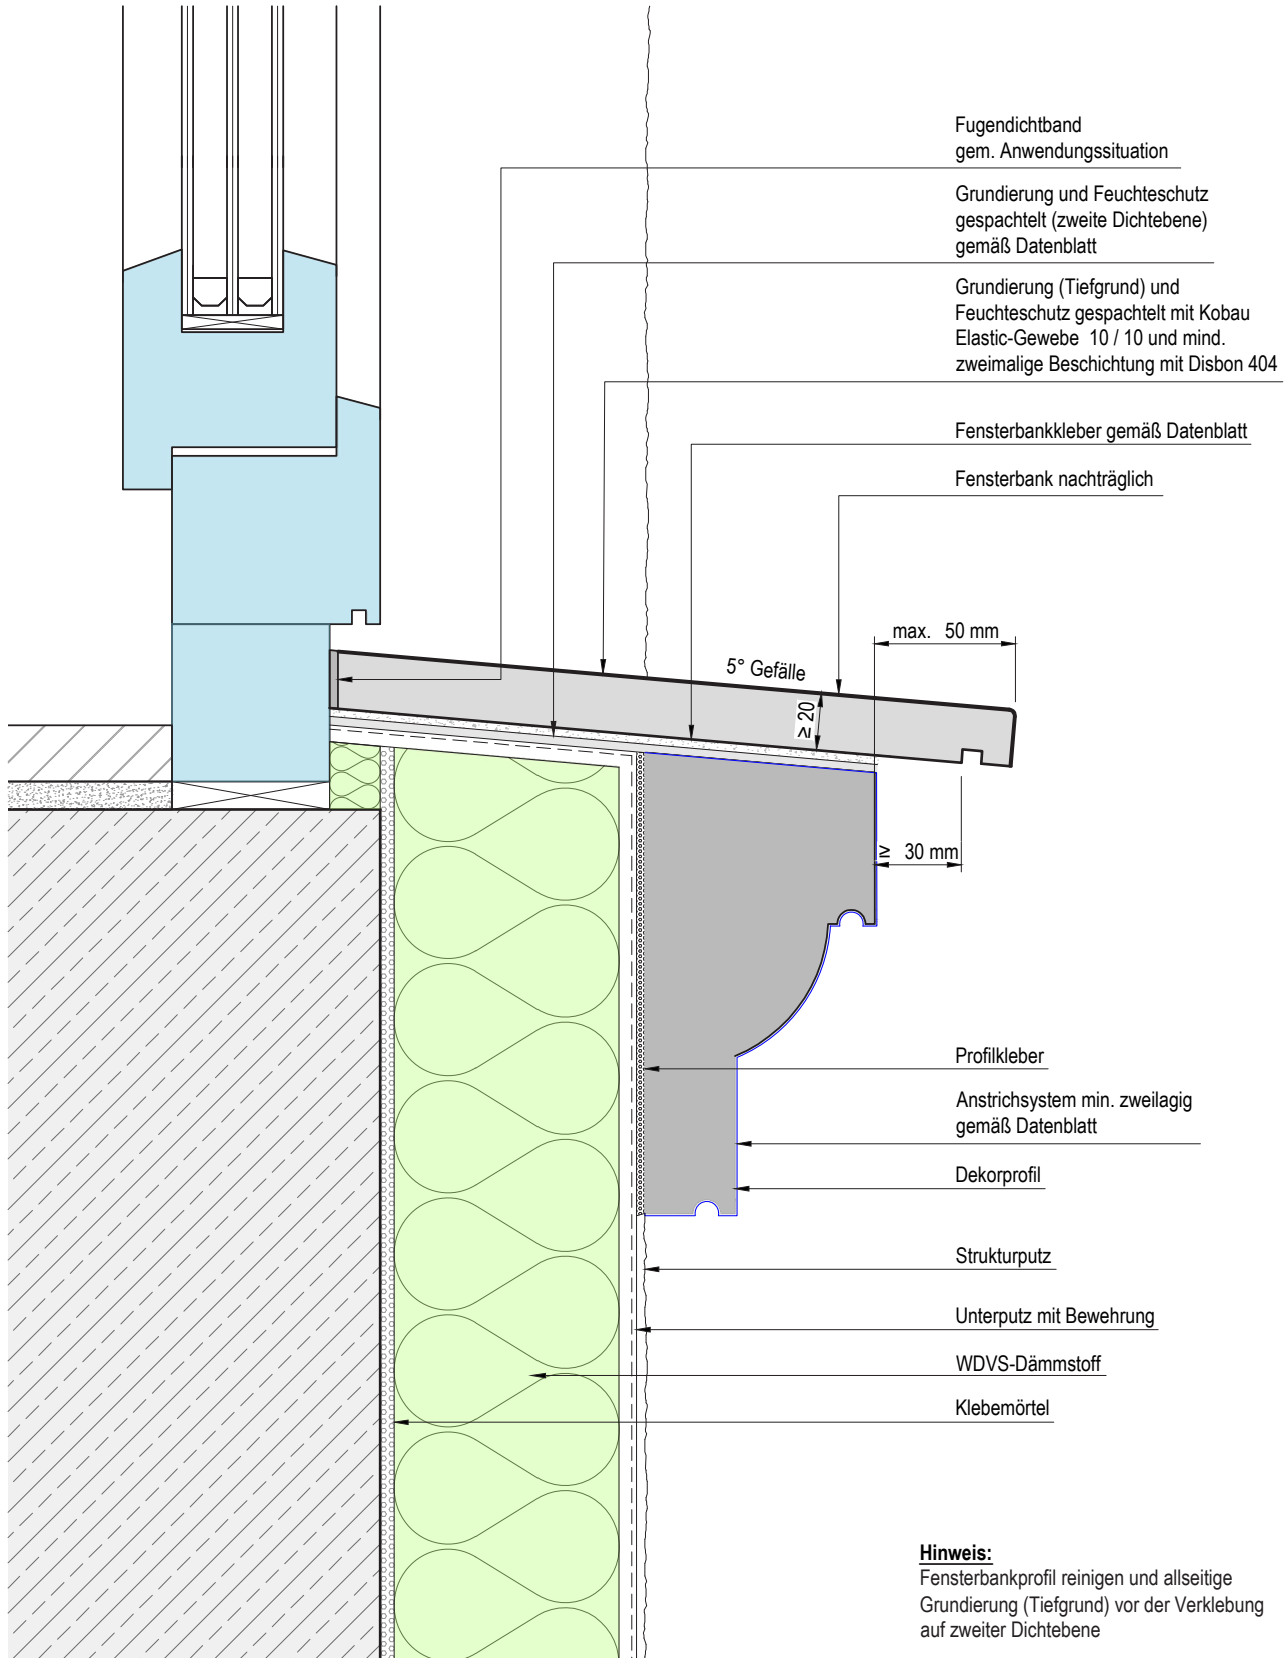 Fugendichtband
gem. Anwendungssituation
Grundierung und Feuchteschutz
gespachtelt (zweite Dichtebene)
gemäß Datenblatt
Grundierung (Tiefgrund) und
Feuchteschutz gespachtelt mit Kobau
Elastic-Gewebe 10 / 10 und mind.
zweimalige Beschichtung mit Disbon 404
Fensterbankkleber gemäß Datenblatt
Fensterbank nachträglich
max. 50 mm
5° Gefälle
≥ 20
≥ 30 mm
Profilkleber
Anstrichsystem min. zweilagig
gemäß Datenblatt
Dekorprofil
Strukturputz
Unterputz mit Bewehrung
WDVS-Dämmstoff
Klebemörtel
Hinweis:
Fensterbankprofil reinigen und allseitige
Grundierung (Tiefgrund) vor der Verklebung
auf zweiter Dichtebene